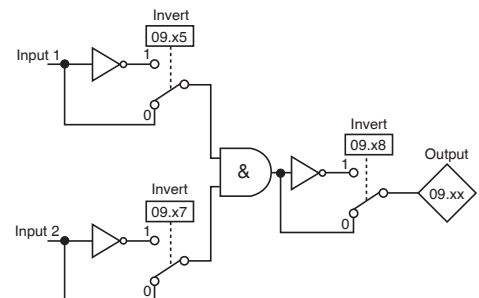 Invert
09.x5
Input 1
1
0
Invert
09.x8
&
1
Output
09.xx
0
Invert
09.x7
Input 2
1
0